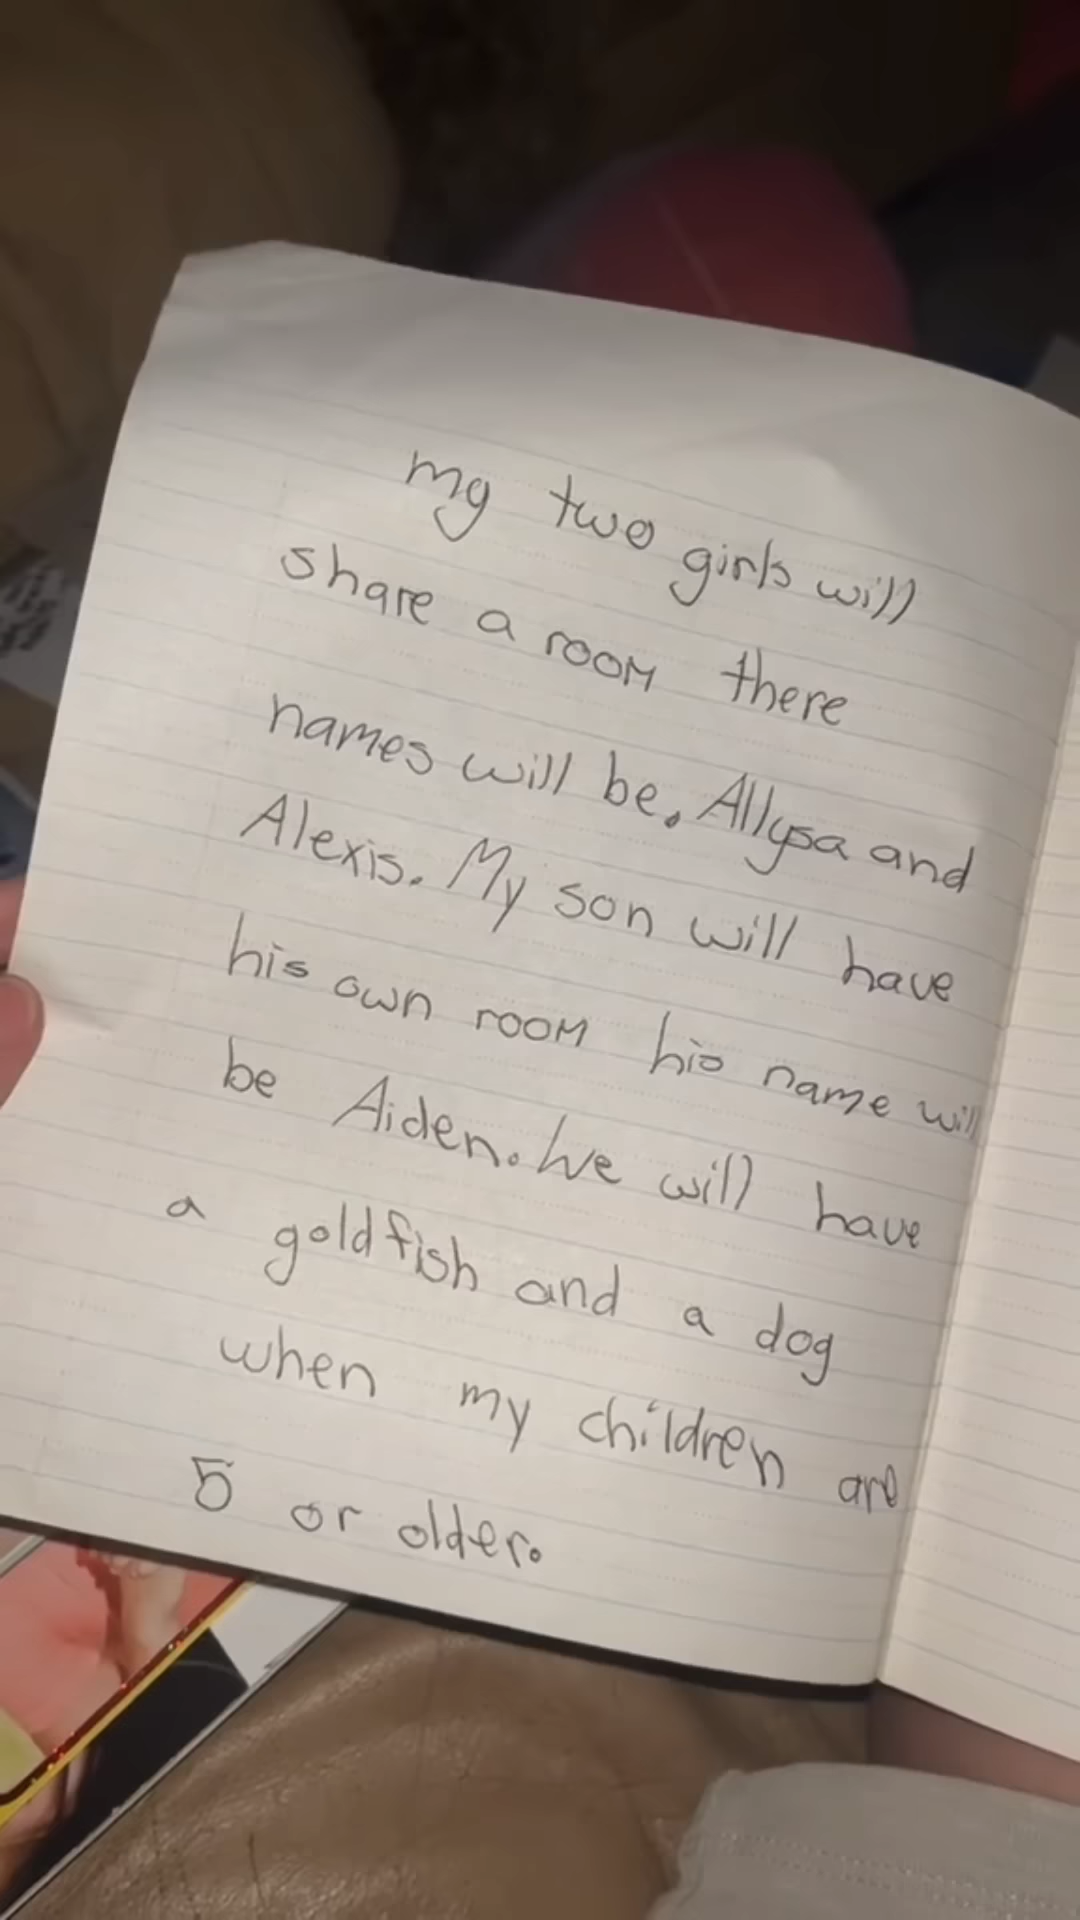 my two girls will
share a room there
names will be. Allysa and
Alexis. My son will have
his own room his name will
be Aiden. We will have
a goldfish and a dog
when my children are
5 or older.